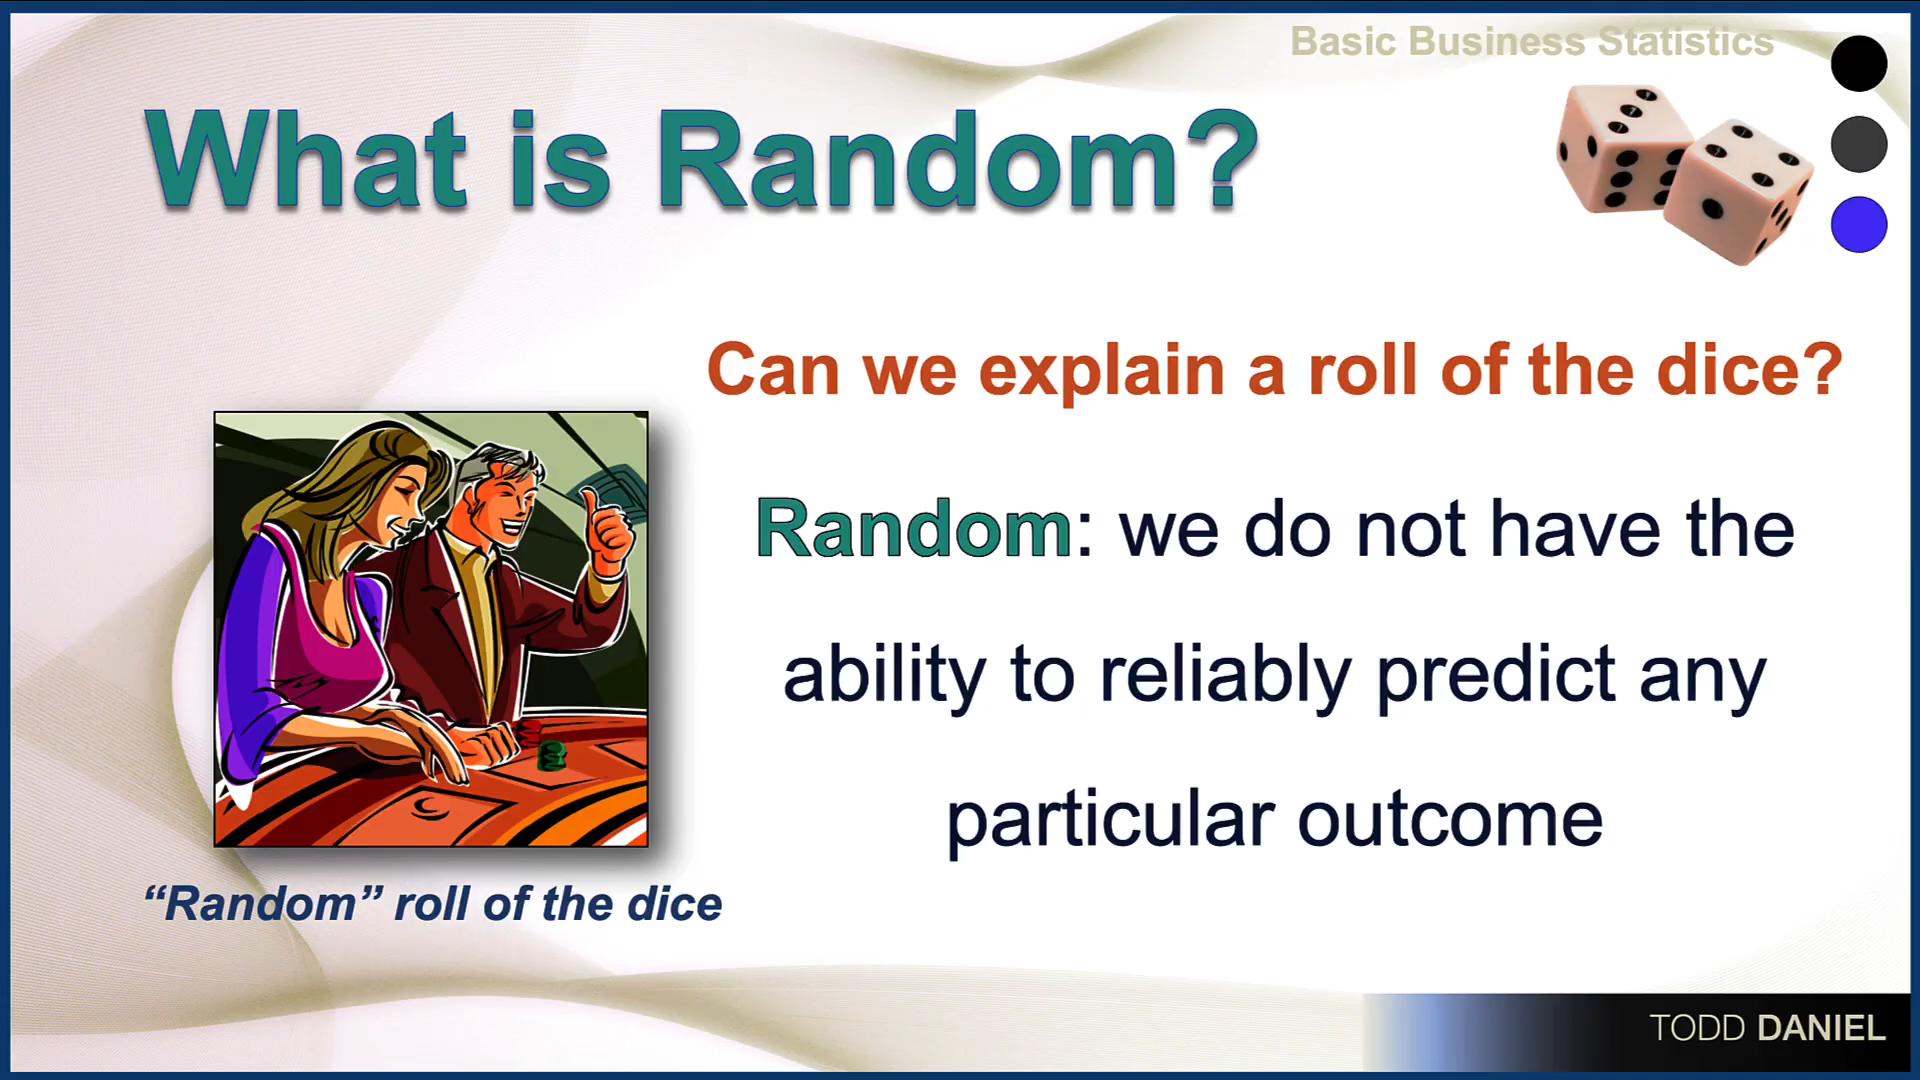 Basic Business Statistics
What is Random?
Can we explain a roll of the dice?
Random: we do not have the
ability to reliably predict any
particular outcome
“Random” roll of the dice
TODD DANIEL